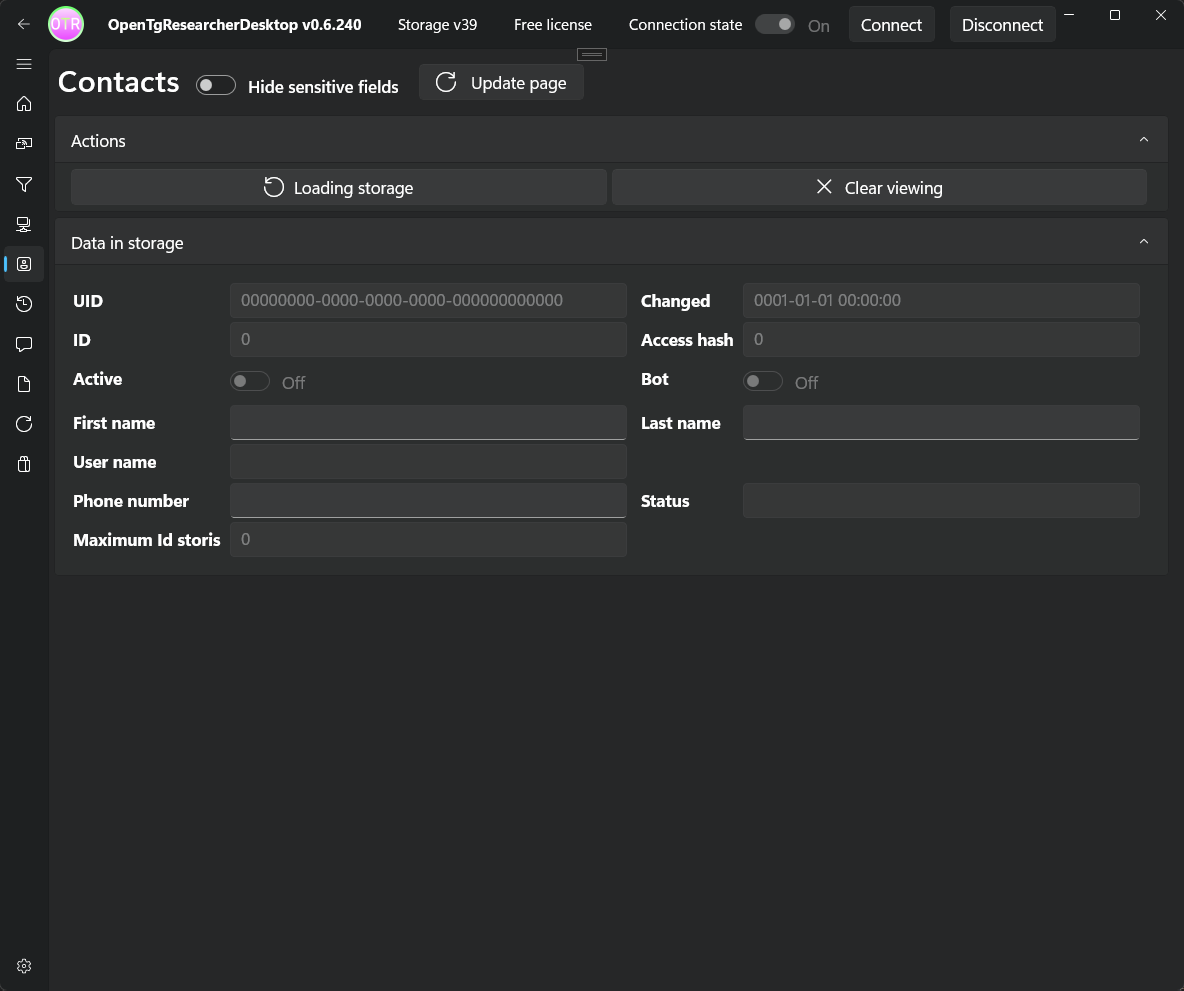 OTR OpenTgResearcherDesktop v0.6.240 Storage v39 Free license Connection state On Connect Disconnect
Contacts Hide sensitive fields Update page
Actions
Loading storage Clear viewing
Data in storage
UID 00000000-0000-0000-0000-000000000000 Changed 0001-01-01 00:00:00
ID 0 Access hash 0
Active Off Bot Off
First name Last name
User name
Phone number Status
Maximum Id storis 0